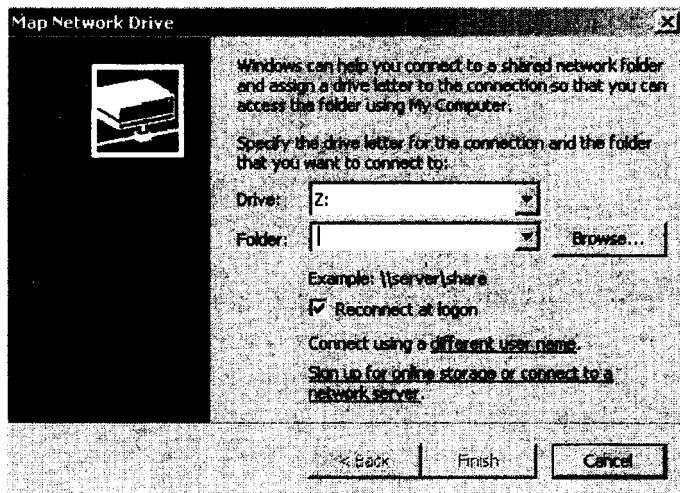 Map Network Drive
Windows can help you connect to a shared network folder
and assign a drive letter to the connection so that you can
access the folder using My Computer.
Specify the drive letter for the connection and the folder
that you want to connect to:
Drive: Z:
Folder: Browse...
Example: \\server\share
Reconnect at logon
Connect using a different user name.
Sign up for online storage or connect to a
network server.
< Back Finish Cancel